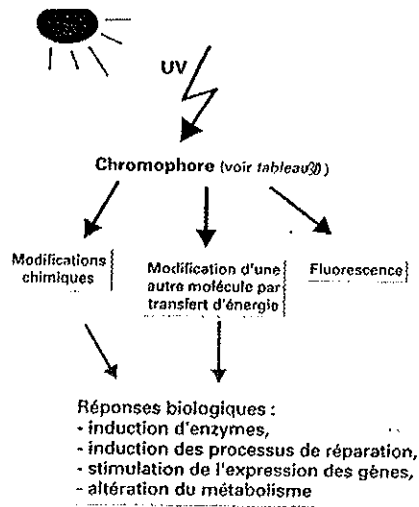 UV
Chromophore (voir tableau )
Modifications
chimiques
Modification d'une
autre molécule par
transfert d'énergie
Fluorescence
Réponses biologiques :
- induction d'enzymes,
- induction des processus de réparation,
- stimulation de l'expression des gènes,
- altération du métabolisme